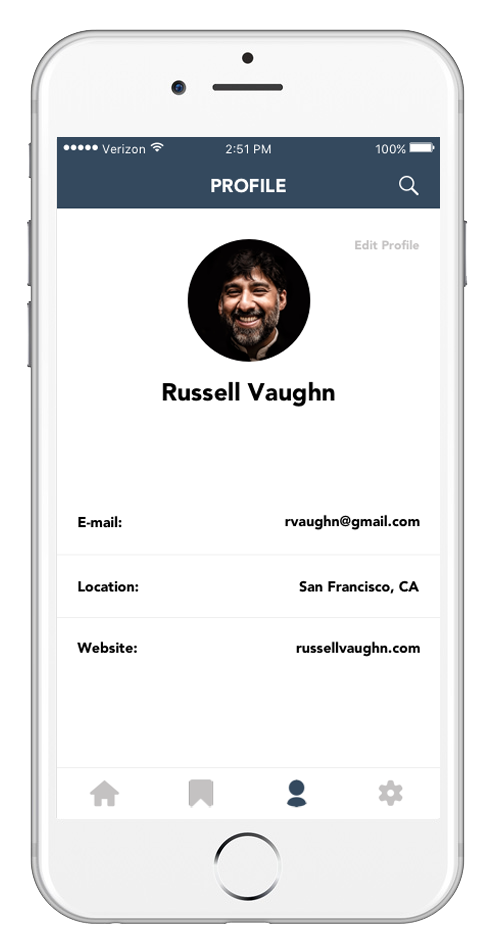 Verizon 2:51 PM 100%
PROFILE
Edit Profile
Russell Vaughn
E-mail: rvaughn@gmail.com
Location: San Francisco, CA
Website: russellvaughn.com